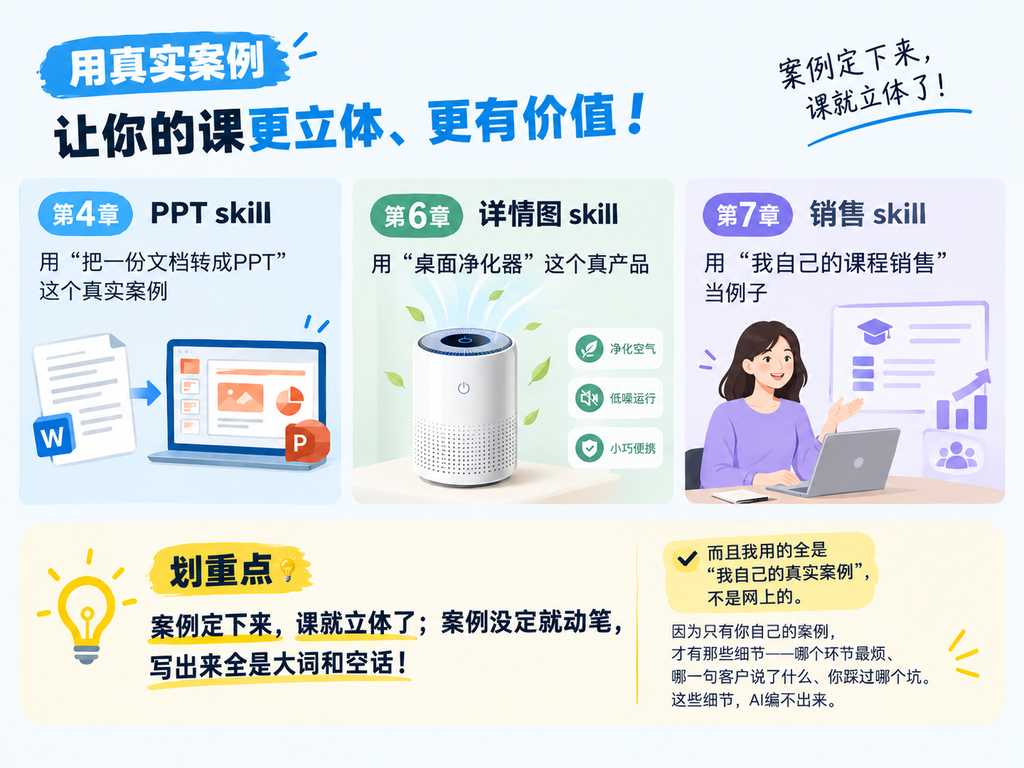 用真实案例
让你的课更立体、更有价值！
案例定下来，
课就立体了！
第4章 PPT skill
用“把一份文档转成PPT”
这个真实案例
W
P
第6章 详情图 skill
用“桌面净化器”这个真产品
净化空气
低噪运行
小巧便携
第7章 销售 skill
用“我自己的课程销售”
当例子
划重点
案例定下来，课就立体了；案例没定就动笔，
写出来全是大词和空话！
而且我用的全是
“我自己的真实案例”，
不是网上的。
因为只有你自己的案例，
才有那些细节——哪个环节最烦、
哪一句客户说了什么、你踩过哪个坑。
这些细节，AI编不出来。